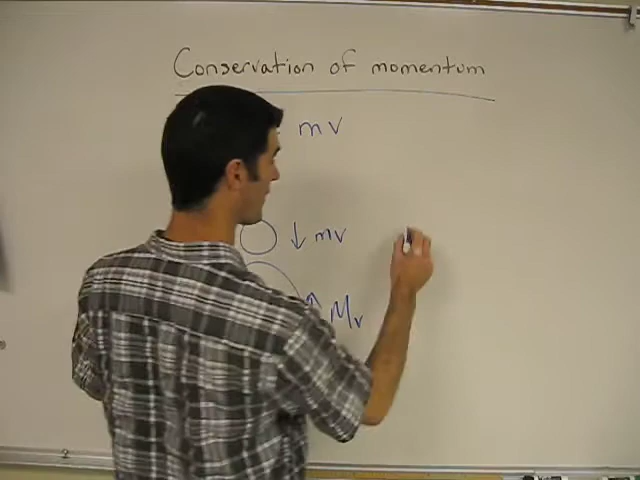 Conservation of momentum
mv
↓ mv
↑ Mv